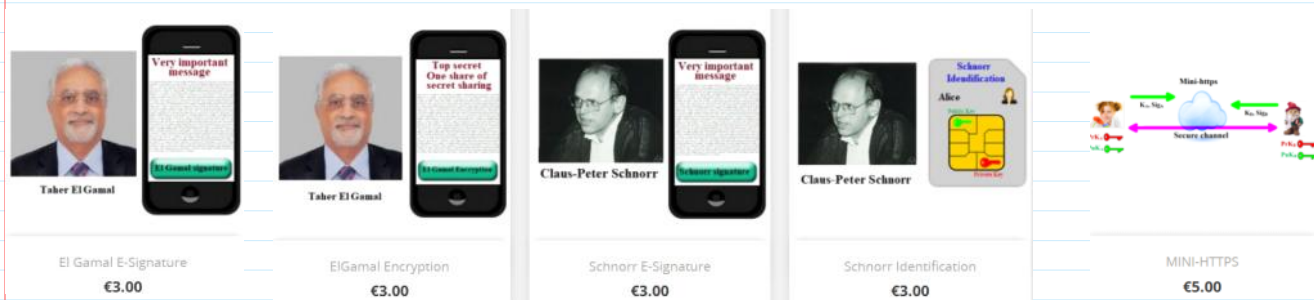 Very important
message
El Gamal signature
Taher El Gamal
El Gamal E-Signature
€3.00
Top secret
One share of
secret sharing
El Gamal Encryption
Taher El Gamal
ElGamal Encryption
€3.00
Very important
message
Schnorr signature
Claus-Peter Schnorr
Schnorr E-Signature
€3.00
Schnorr
Identification
Alice
Private Key
Claus-Peter Schnorr
Schnorr Identification
€3.00
Mini-https
Secure channel
MINI-HTTPS
€5.00